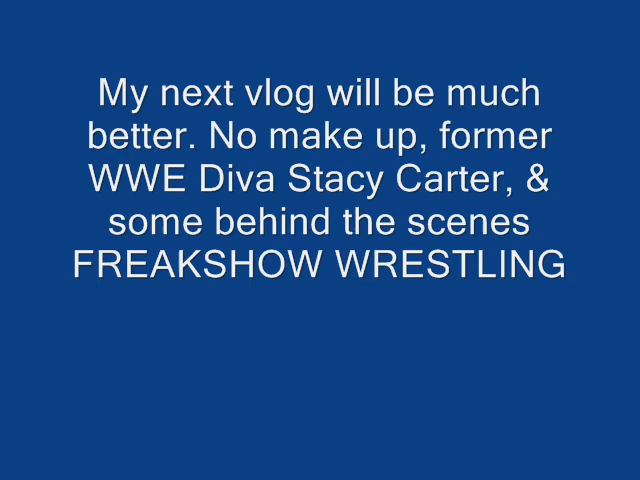 My next vlog will be much
better. No make up, former
WWE Diva Stacy Carter, &
some behind the scenes
FREAKSHOW WRESTLING